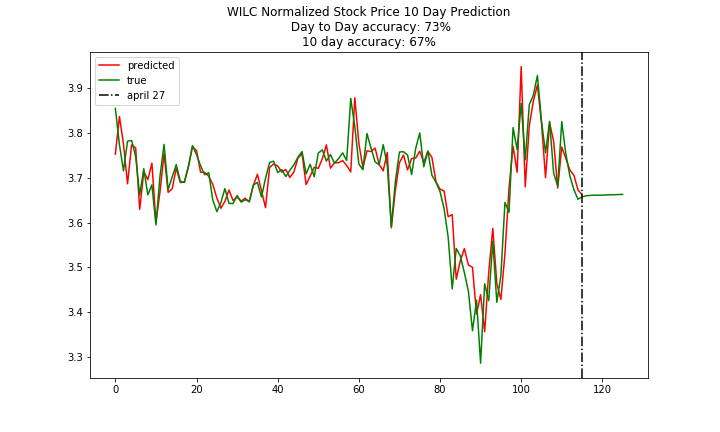 WILC Normalized Stock Price 10 Day Prediction
Day to Day accuracy: 73%
10 day accuracy: 67%
predicted
true
april 27
3.9
3.8
3.7
3.6
3.5
3.4
3.3
0 20 40 60 80 100 120